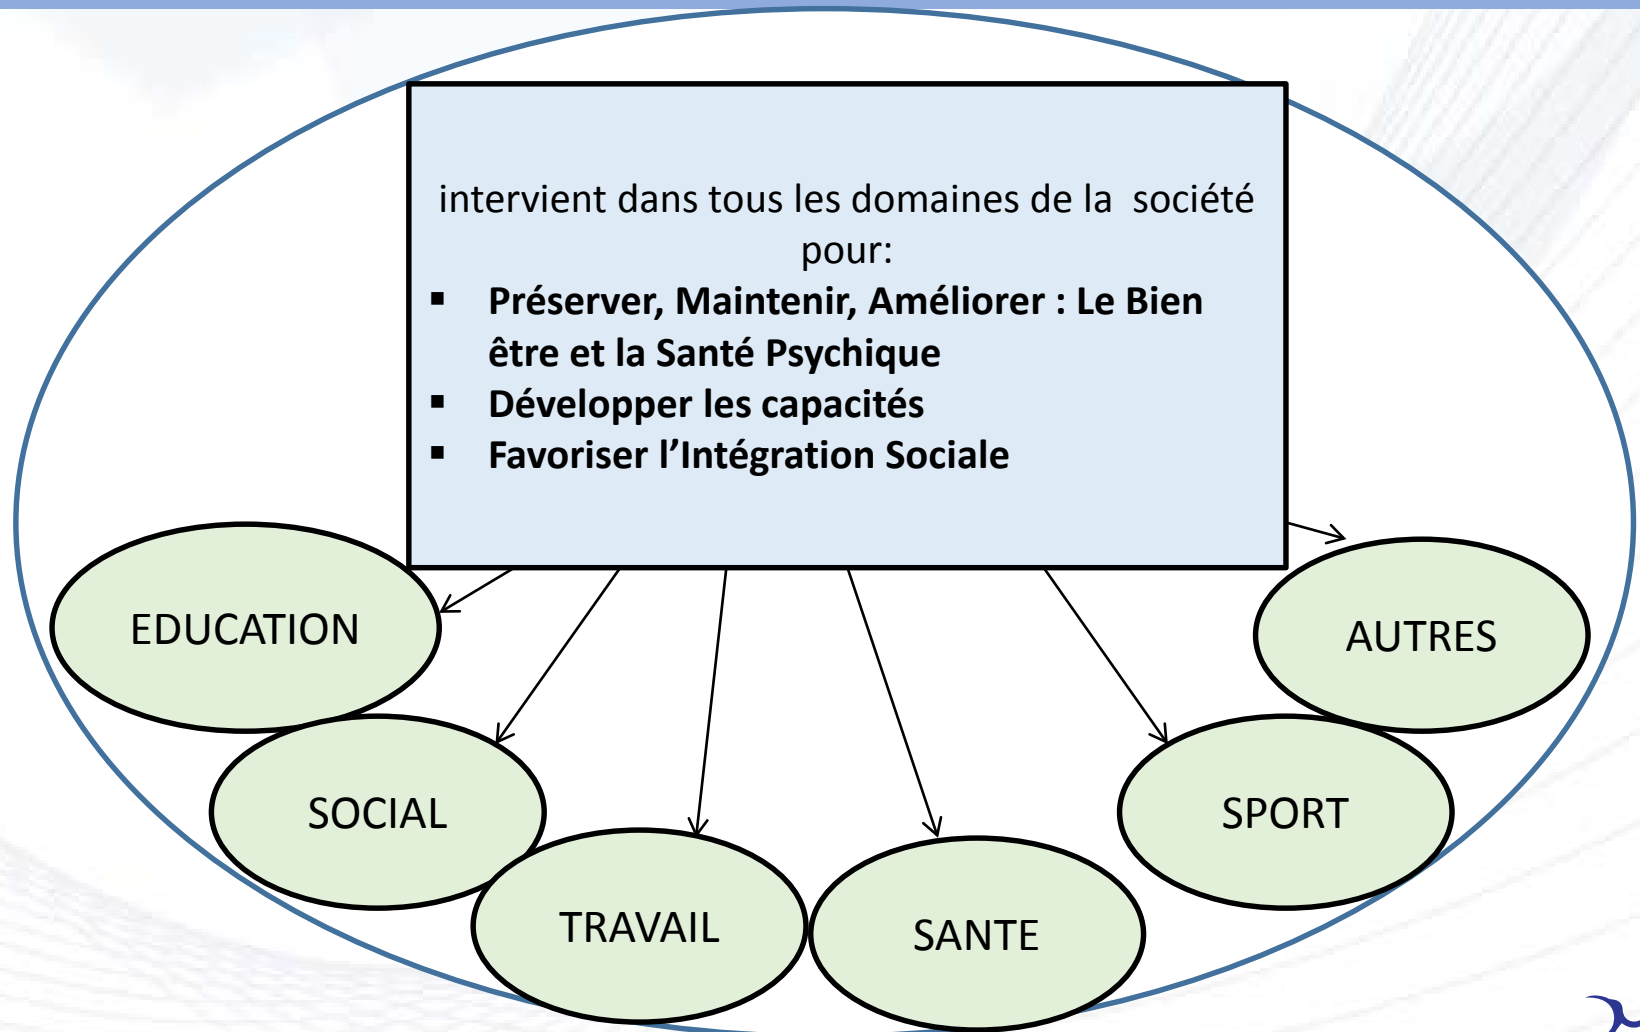 intervient dans tous les domaines de la société
pour:
▪ Préserver, Maintenir, Améliorer : Le Bien
être et la Santé Psychique
▪ Développer les capacités
▪ Favoriser l’Intégration Sociale
EDUCATION
AUTRES
SOCIAL
SPORT
TRAVAIL
SANTE